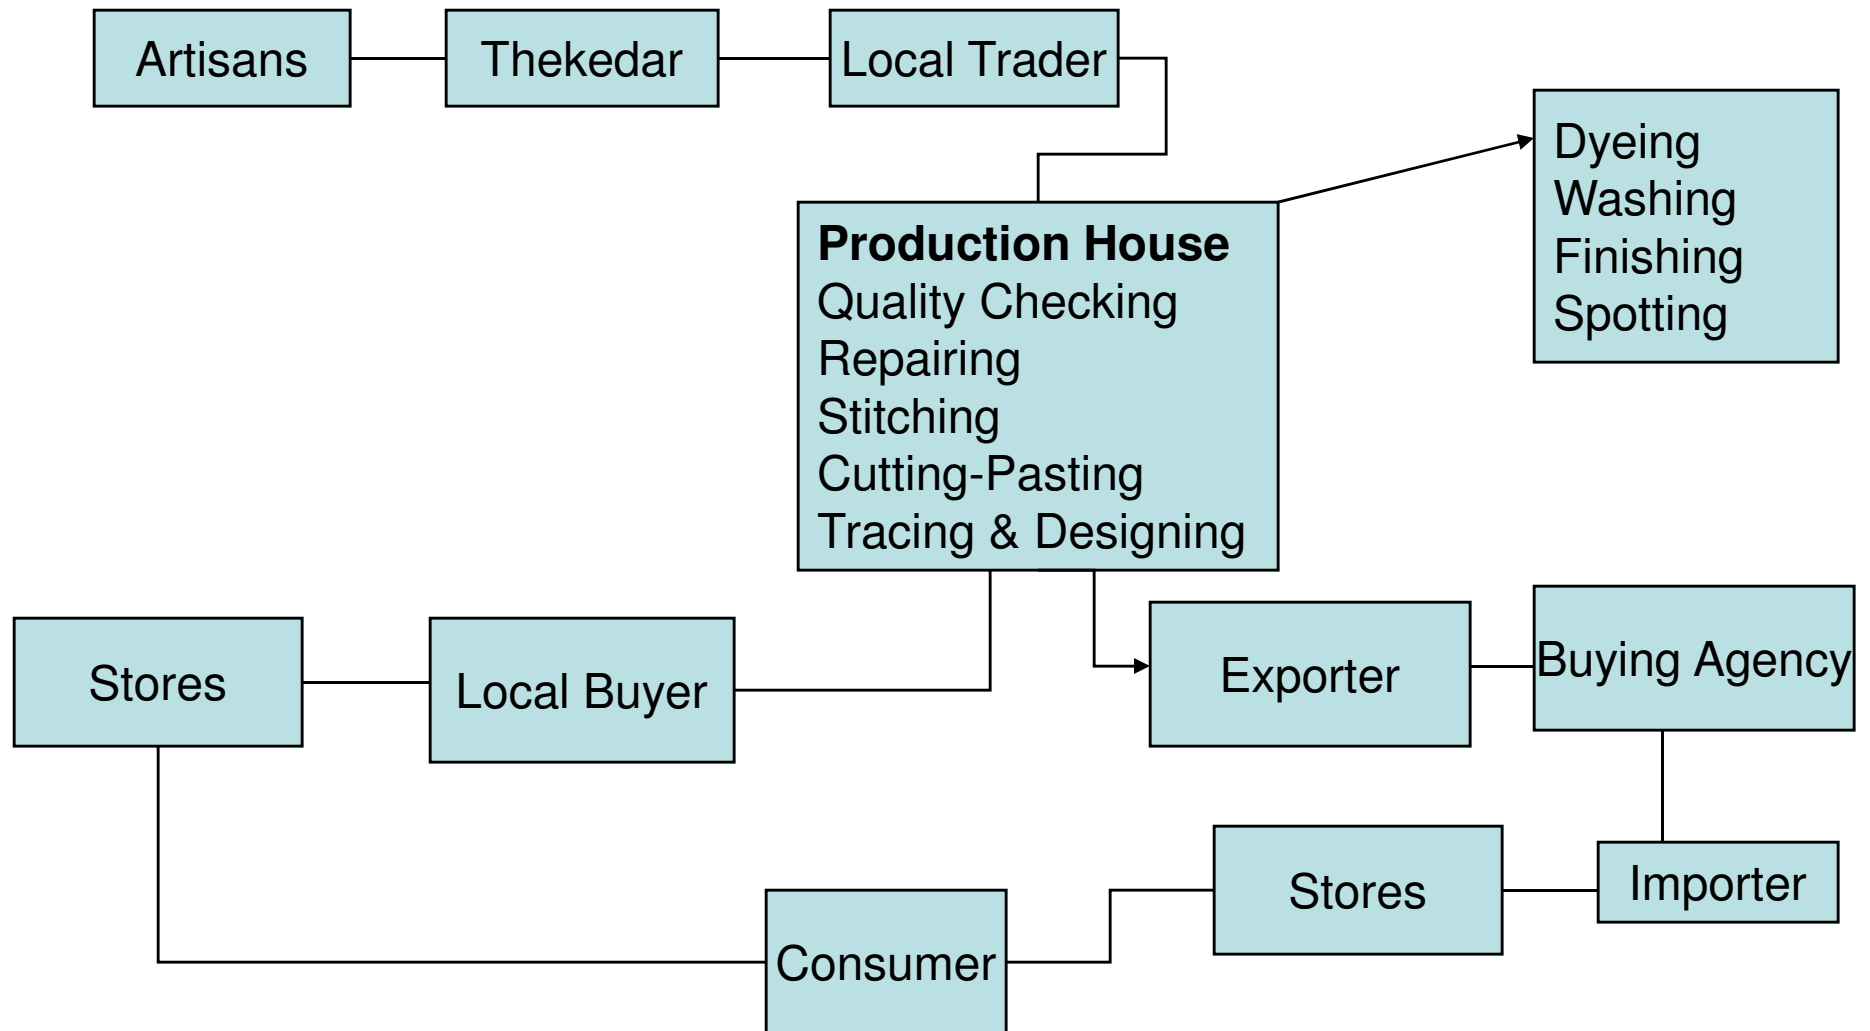 Artisans
Thekedar
Local Trader
Dyeing
Washing
Finishing
Spotting
Production House
Quality Checking
Repairing
Stitching
Cutting-Pasting
Tracing & Designing
Stores
Local Buyer
Exporter
Buying Agency
Consumer
Stores
Importer